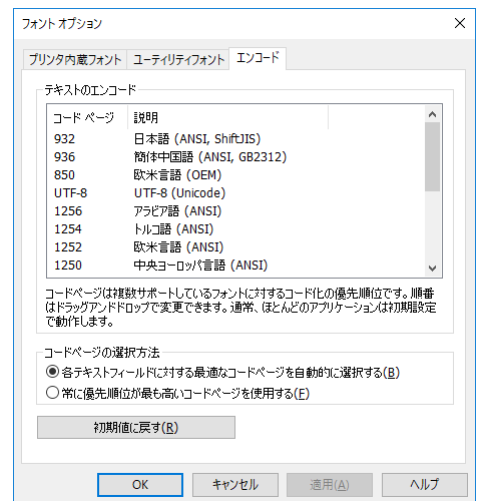 フォント オプション
プリンタ内蔵フォント ユーティリティフォント エンコード
テキストのエンコード
コード ページ 説明
932 日本語 (ANSI, ShiftJIS)
936 簡体中国語 (ANSI, GB2312)
850 欧米言語 (OEM)
UTF-8 UTF-8 (Unicode)
1256 アラビア語 (ANSI)
1254 トルコ語 (ANSI)
1252 欧米言語 (ANSI)
1250 中央ヨーロッパ言語 (ANSI)
コードページは複数サポートしているフォントに対するコード化の優先順位です。順番
はドラッグアンドドロップで変更できます。通常、ほとんどのアプリケーションは初期設定
で動作します。
コードページの選択方法
各テキストフィールドに対する最適なコードページを自動的に選択する(B)
常に優先順位が最も高いコードページを使用する(F)
初期値に戻す(R)
OK キャンセル 適用(A) ヘルプ